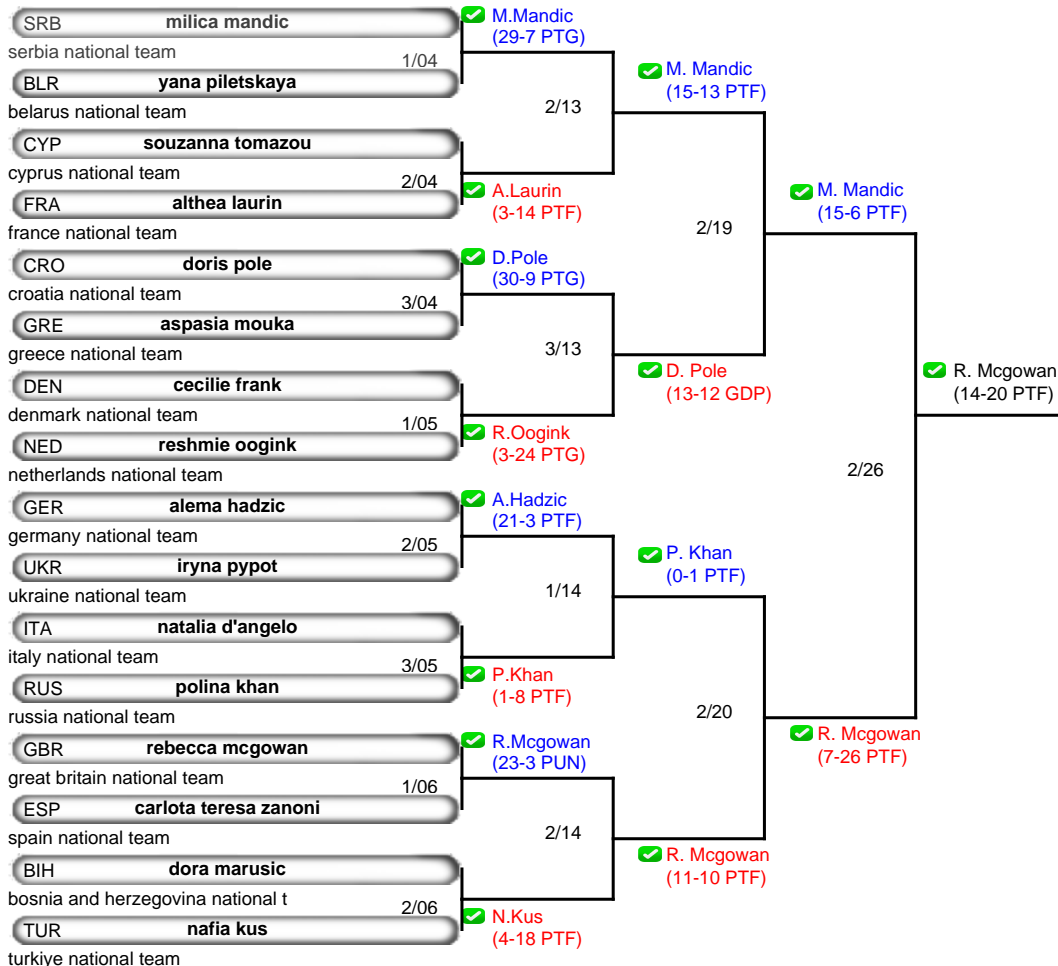 SRB milica mandic
serbia national team
1/04
BLR yana piletskaya
belarus national team
CYP souzanna tomazou
cyprus national team
2/04
FRA althea laurin
france national team
CRO doris pole
croatia national team
3/04
GRE aspasia mouka
greece national team
DEN cecilie frank
denmark national team
1/05
NED reshmie oogink
netherlands national team
GER alema hadzic
germany national team
2/05
UKR iryna pypot
ukraine national team
ITA natalia d'angelo
italy national team
3/05
RUS polina khan
russia national team
GBR rebecca mcgowan
great britain national team
1/06
ESP carlota teresa zanoni
spain national team
BIH dora marusic
bosnia and herzegovina national t
2/06
TUR nafia kus
turkiye national team
M.Mandic
(29-7 PTG)
2/13
A.Laurin
(3-14 PTF)
D.Pole
(30-9 PTG)
3/13
R.Oogink
(3-24 PTG)
A.Hadzic
(21-3 PTF)
1/14
P.Khan
(1-8 PTF)
R.Mcgowan
(23-3 PUN)
2/14
N.Kus
(4-18 PTF)
M. Mandic
(15-13 PTF)
2/19
D. Pole
(13-12 GDP)
P. Khan
(0-1 PTF)
2/20
R. Mcgowan
(11-10 PTF)
M. Mandic
(15-6 PTF)
2/26
R. Mcgowan
(7-26 PTF)
R. Mcgowan
(14-20 PTF)